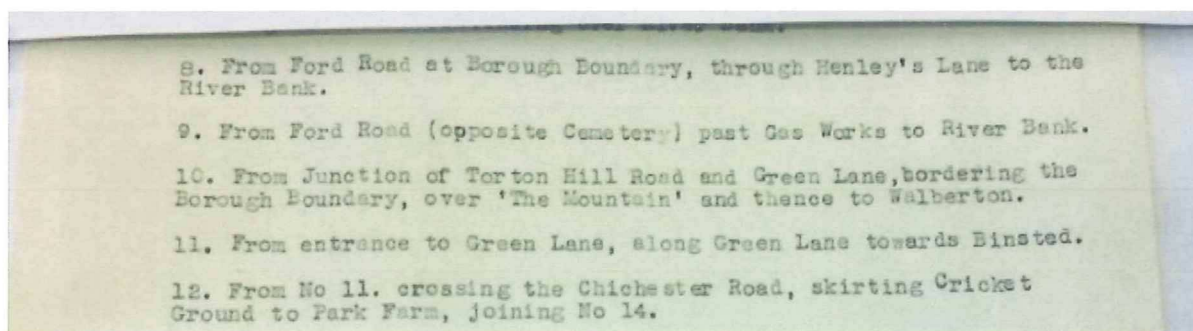 over River Bank.
8. From Ford Road at Borough Boundary, through Henley's Lane to the
River Bank.
9. From Ford Road (opposite Cemetery) past Gas Works to River Bank.
10. From Junction of Torton Hill Road and Green Lane,bordering the
Borough Boundary, over 'The Mountain' and thence to Walberton.
11. From entrance to Green Lane, along Green Lane towards Binsted.
12. From No 11. crossing the Chichester Road, skirting Cricket
Ground to Park Farm, joining No 14.